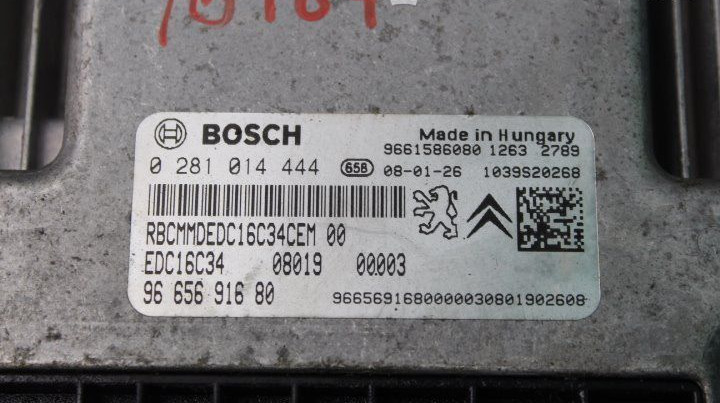 BOSCH
Made in Hungary
9661586080 1263 2789
0 281 014 444 658 08-01-26 1039S20268
RBCMMDEDC16C34CEM 00
EDC16C34 08019 00003
96 656 916 80
9665691680000030801902608